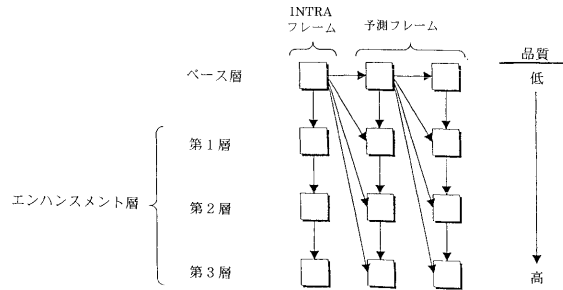 INTRA
フレーム
予測フレーム
品質
ベース層
低
第1層
エンハンスメント層
第2層
第3層
高